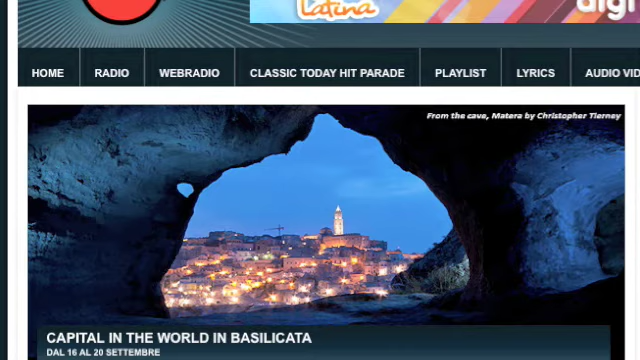 Latina
digi
HOME
RADIO
WEBRADIO
CLASSIC TODAY HIT PARADE
PLAYLIST
LYRICS
AUDIO VID
From the cave, Matera by Christopher Tierney
CAPITAL IN THE WORLD IN BASILICATA
DAL 16 AL 20 SETTEMBRE